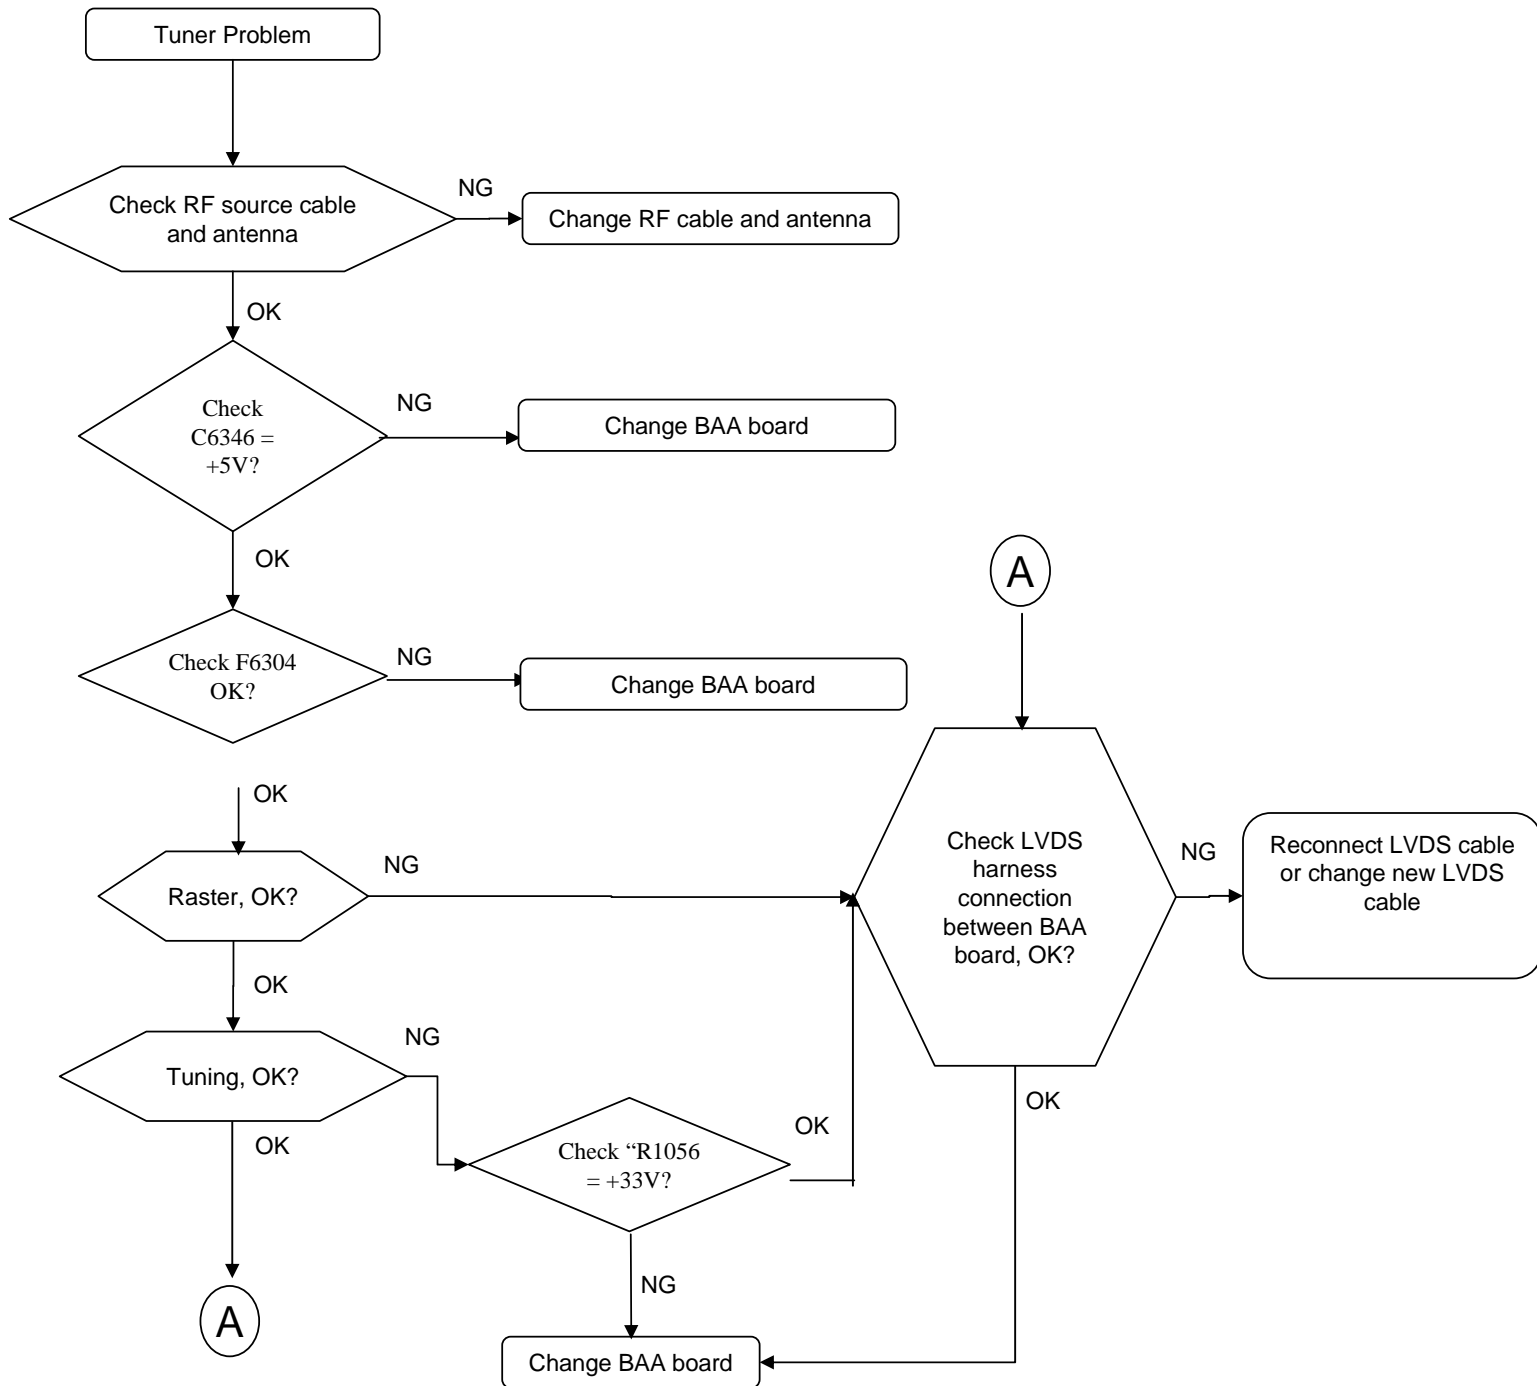 Tuner Problem
Check RF source cable
and antenna
NG
Change RF cable and antenna
OK
Check
C6346 =
+5V?
NG
Change BAA board
OK
Check F6304
OK?
NG
Change BAA board
OK
Raster, OK?
NG
OK
Tuning, OK?
NG
OK
A
Check “R1056
= +33V?
OK
NG
Change BAA board
A
Check LVDS
harness
connection
between BAA
board, OK?
NG
Reconnect LVDS cable
or change new LVDS
cable
OK